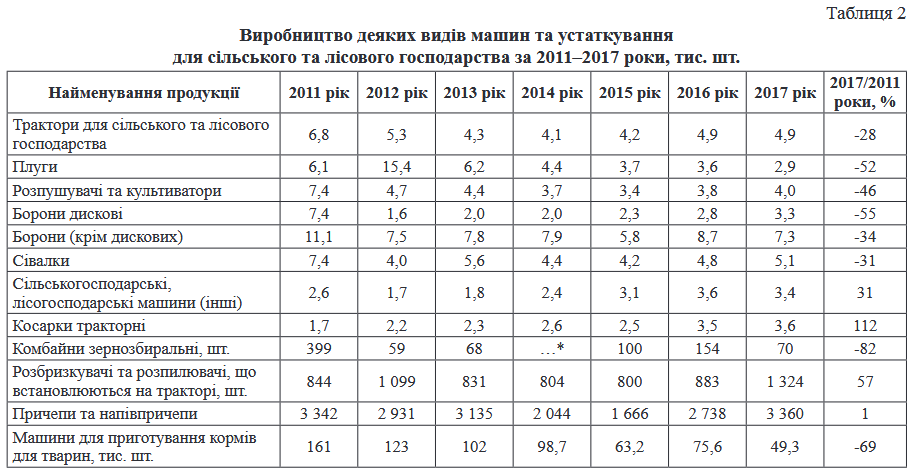 Таблиця 2
Виробництво деяких видів машин та устаткування
для сільського та лісового господарства за 2011–2017 роки, тис. шт.
Найменування продукції 2011 рік 2012 рік 2013 рік 2014 рік 2015 рік 2016 рік 2017 рік 2017/2011 роки, %
Трактори для сільського та лісового
господарства 6,8 5,3 4,3 4,1 4,2 4,9 4,9 -28
Плуги 6,1 15,4 6,2 4,4 3,7 3,6 2,9 -52
Розпушувачі та культиватори 7,4 4,7 4,4 3,7 3,4 3,8 4,0 -46
Борони дискові 7,4 1,6 2,0 2,0 2,3 2,8 3,3 -55
Борони (крім дискових) 11,1 7,5 7,8 7,9 5,8 8,7 7,3 -34
Сівалки 7,4 4,0 5,6 4,4 4,2 4,8 5,1 -31
Сільськогосподарські,
лісогосподарські машини (інші) 2,6 1,7 1,8 2,4 3,1 3,6 3,4 31
Косарки тракторні 1,7 2,2 2,3 2,6 2,5 3,5 3,6 112
Комбайни зернозбиральні, шт. 399 59 68 …* 100 154 70 -82
Розбризкувачі та розпилювачі, що
встановлюються на тракторі, шт. 844 1 099 831 804 800 883 1 324 57
Причепи та напівпричепи 3 342 2 931 3 135 2 044 1 666 2 738 3 360 1
Машини для приготування кормів
для тварин, тис. шт. 161 123 102 98,7 63,2 75,6 49,3 -69